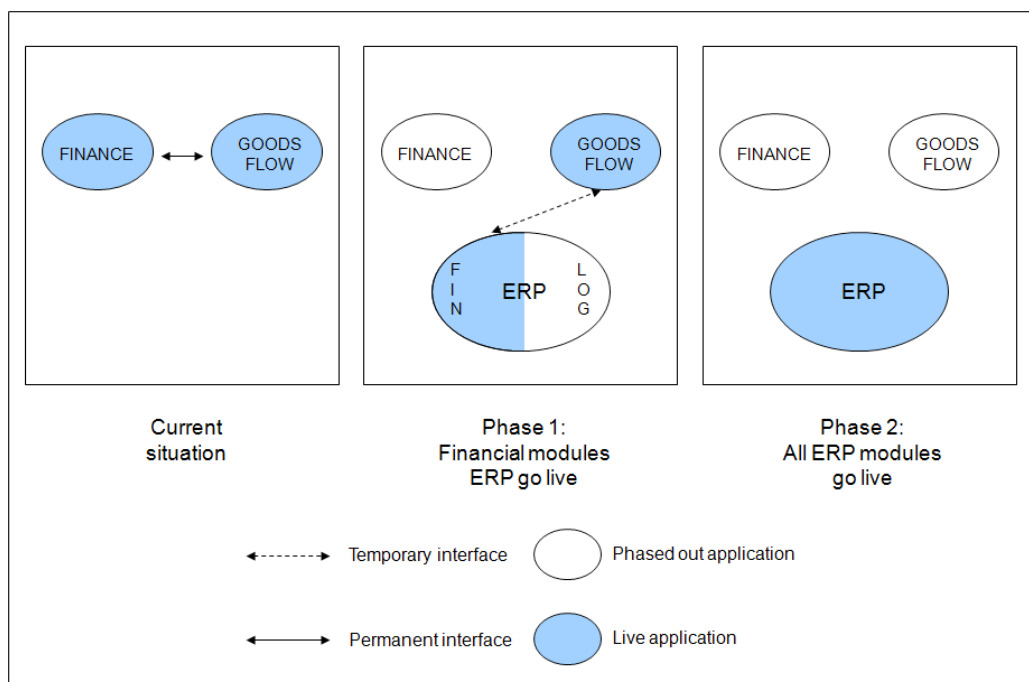 FINANCE
GOODS
FLOW
FINANCE
GOODS
FLOW
F
I
N
ERP
L
O
G
FINANCE
GOODS
FLOW
ERP
Current
situation
Phase 1:
Financial modules
ERP go live
Phase 2:
All ERP modules
go live
Temporary interface
Phased out application
Permanent interface
Live application